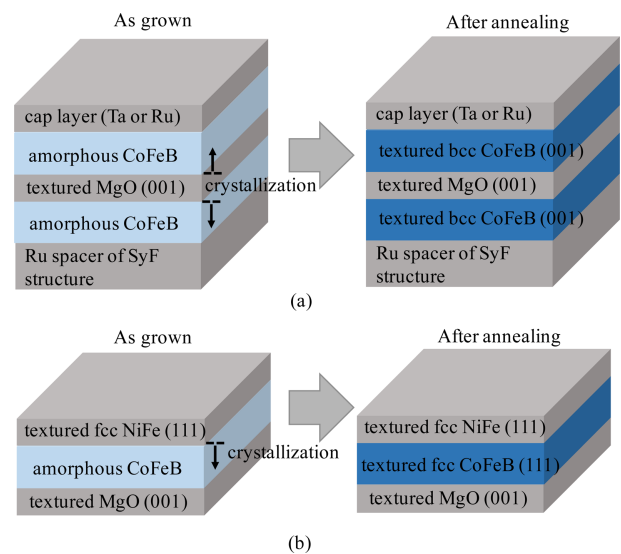 As grown
After annealing
cap layer (Ta or Ru)
amorphous CoFeB
textured MgO (001)
crystallization
amorphous CoFeB
Ru spacer of SyF
structure
cap layer (Ta or Ru)
textured bcc CoFeB (001)
textured MgO (001)
textured bcc CoFeB (001)
Ru spacer of SyF
structure
(a)
As grown
After annealing
textured fcc NiFe (111)
crystallization
amorphous CoFeB
textured MgO (001)
textured fcc NiFe (111)
textured fcc CoFeB (111)
textured MgO (001)
(b)